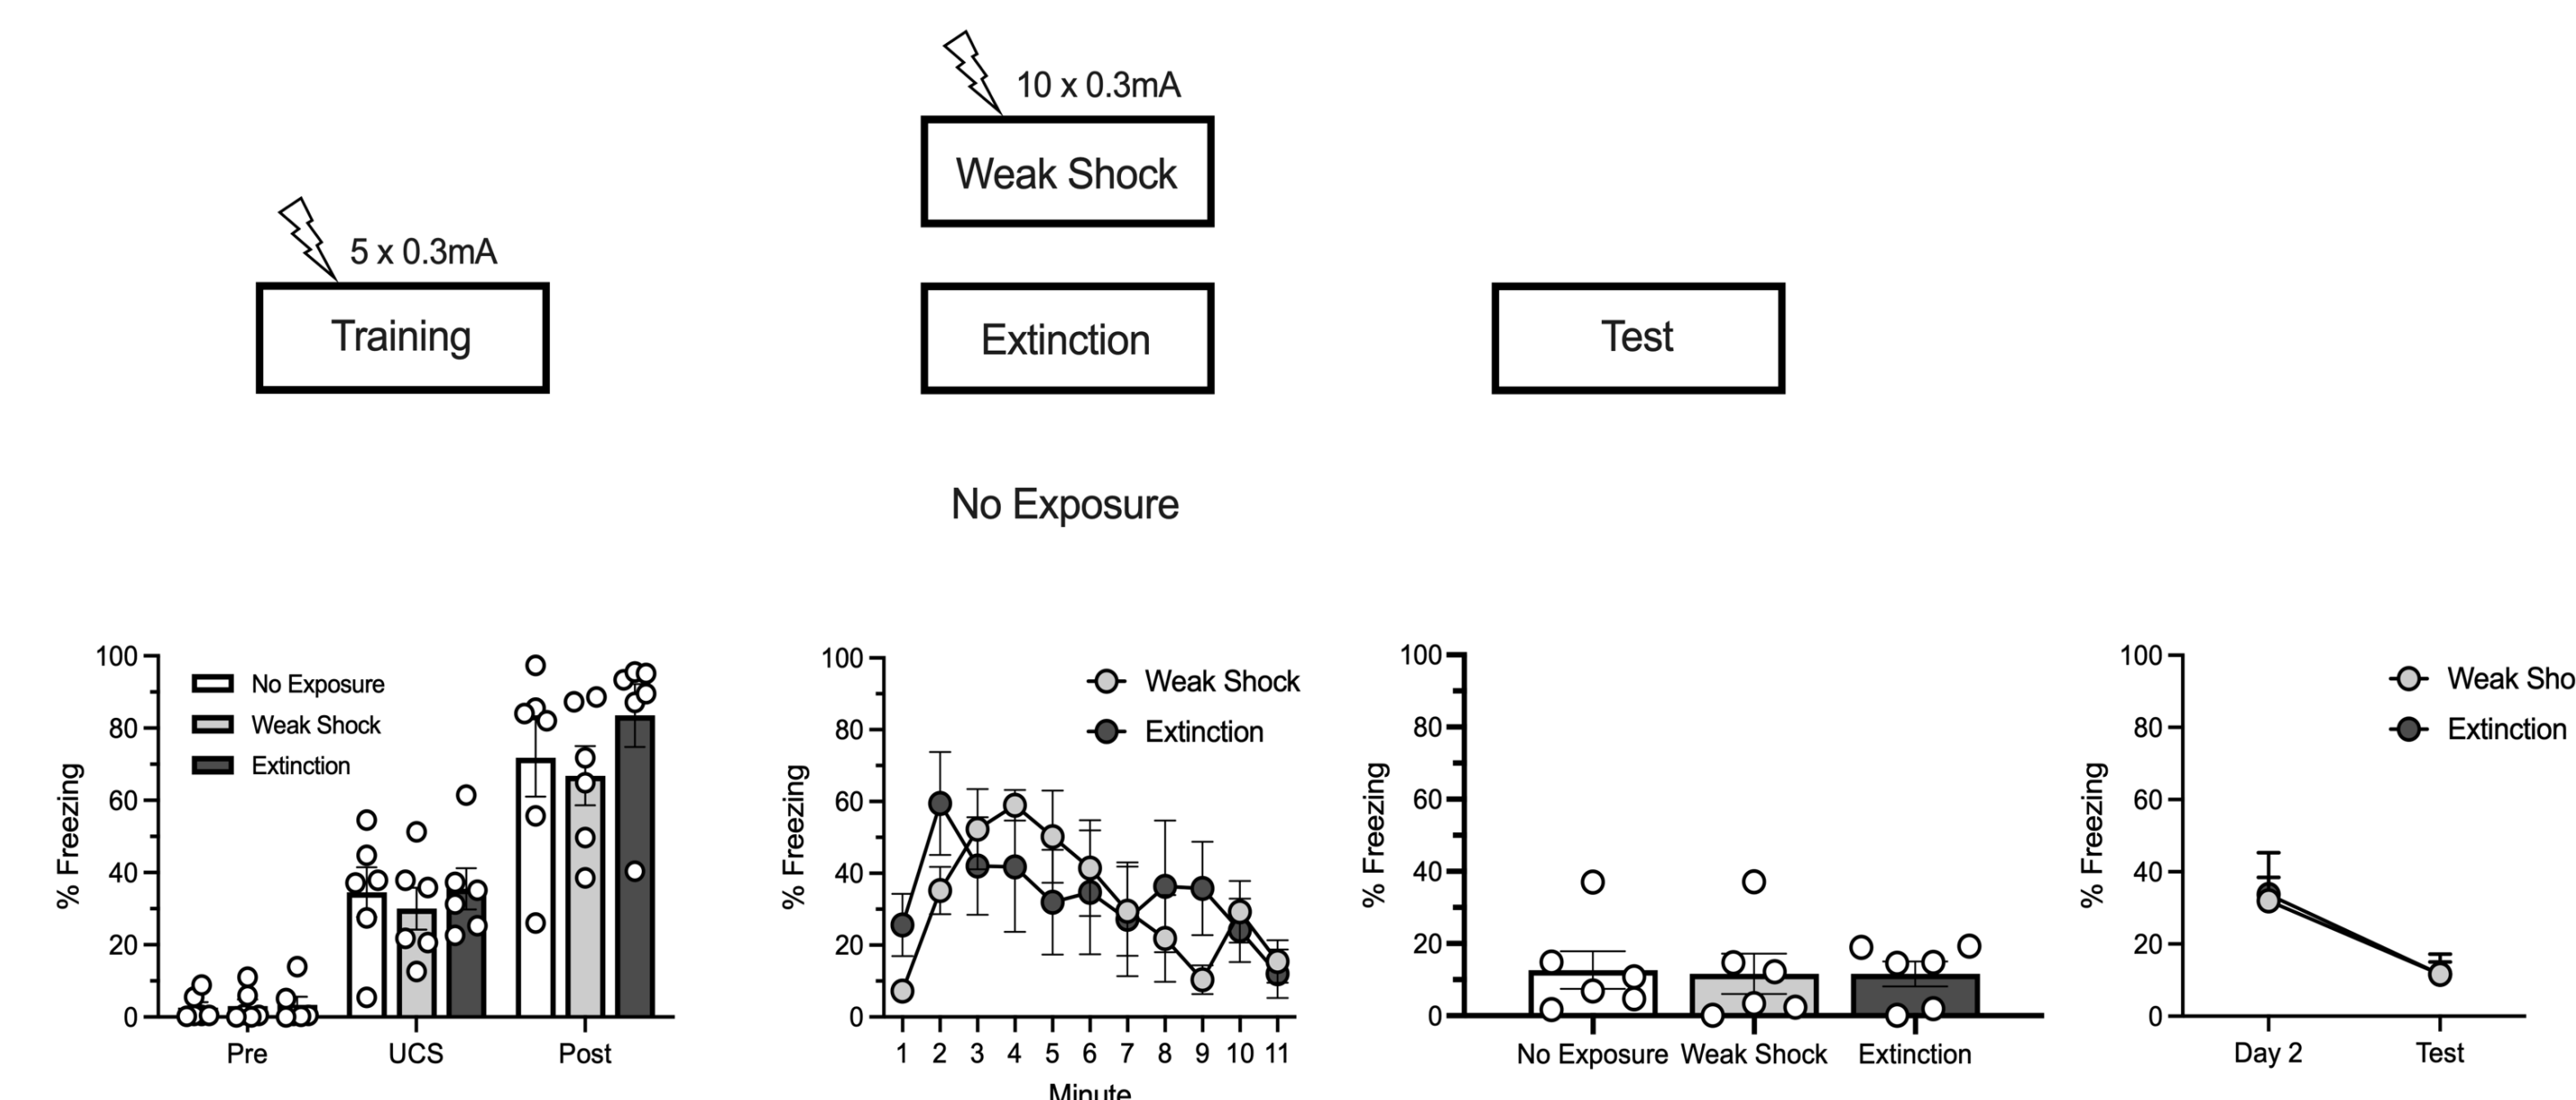 10 x 0.3mA
Weak Shock
5 x 0.3mA
Training
Extinction
Test
No Exposure
% Freezing
100
80
60
40
20
0
No Exposure
Weak Shock
Extinction
Pre
UCS
Post
% Freezing
100
80
60
40
20
0
Weak Shock
Extinction
1 2 3 4 5 6 7 8 9 10 11
Minute
% Freezing
100
80
60
40
20
0
No Exposure
Weak Shock
Extinction
% Freezing
100
80
60
40
20
0
Weak Sho
Extinction
Day 2
Test